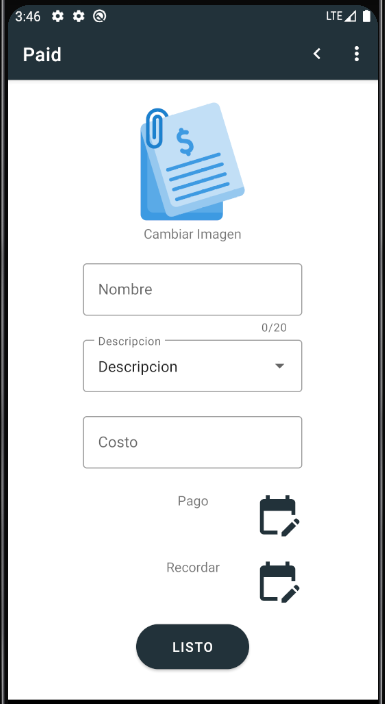 3:46 LTE
Paid
$
Cambiar Imagen
Nombre
0/20
Descripcion
Descripcion
Costo
Pago
Recordar
LISTO